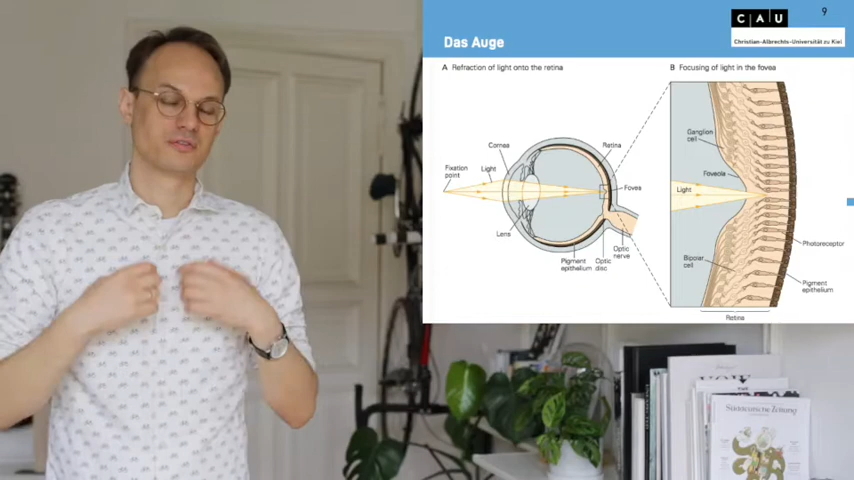 9
CAU
Christian-Albrechts-Universität zu Kiel
Das Auge
A Refraction of light onto the retina
B Focusing of light in the fovea
Cornea
Retina
Fixation
point
Light
Fovea
Lens
Pigment
epithelium
Optic
disc
Optic
nerve
Ganglion
cell
Foveola
Light
Bipolar
cell
Photoreceptor
Pigment
epithelium
Retina
Süddeutsche Zeitung